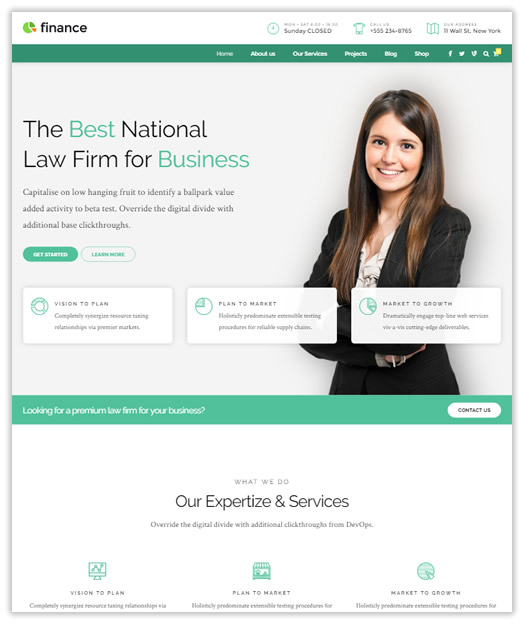 finance
MON - SAT 8.00 - 18.00
Sunday CLOSED
CALL US
+555 234-8765
OUR ADDRESS
11 Wall St, New York
Home About us Our Services Projects Blog Shop
The Best National
Law Firm for Business
Capitalise on low hanging fruit to identify a ballpark value
added activity to beta test. Override the digital divide with
additional base clickthroughs.
GET STARTED LEARN MORE
VISION TO PLAN
Completely synergize resource taxing
relationships via premier markets.
PLAN TO MARKET
Holisticly predominate extensible testing
procedures for reliable supply chains.
MARKET TO GROWTH
Dramatically engage top-line web services
vis-a-vis cutting-edge deliverables.
Looking for a premium law firm for your business?
CONTACT US
WHAT WE DO
Our Expertize & Services
Override the digital divide with additional clickthroughs from DevOps.
VISION TO PLAN
Completely synergize resource taxing relationships via
PLAN TO MARKET
Holisticly predominate extensible testing procedures for
MARKET TO GROWTH
Holisticly predominate extensible testing procedures for